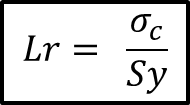 Lr = σc / Sy